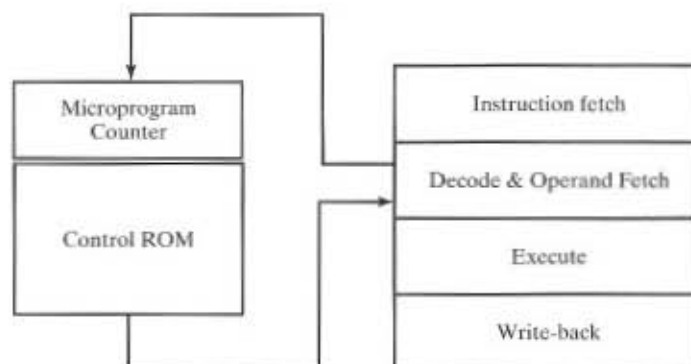 Microprogram
Counter
Control ROM
Instruction fetch
Decode & Operand Fetch
Execute
Write-back